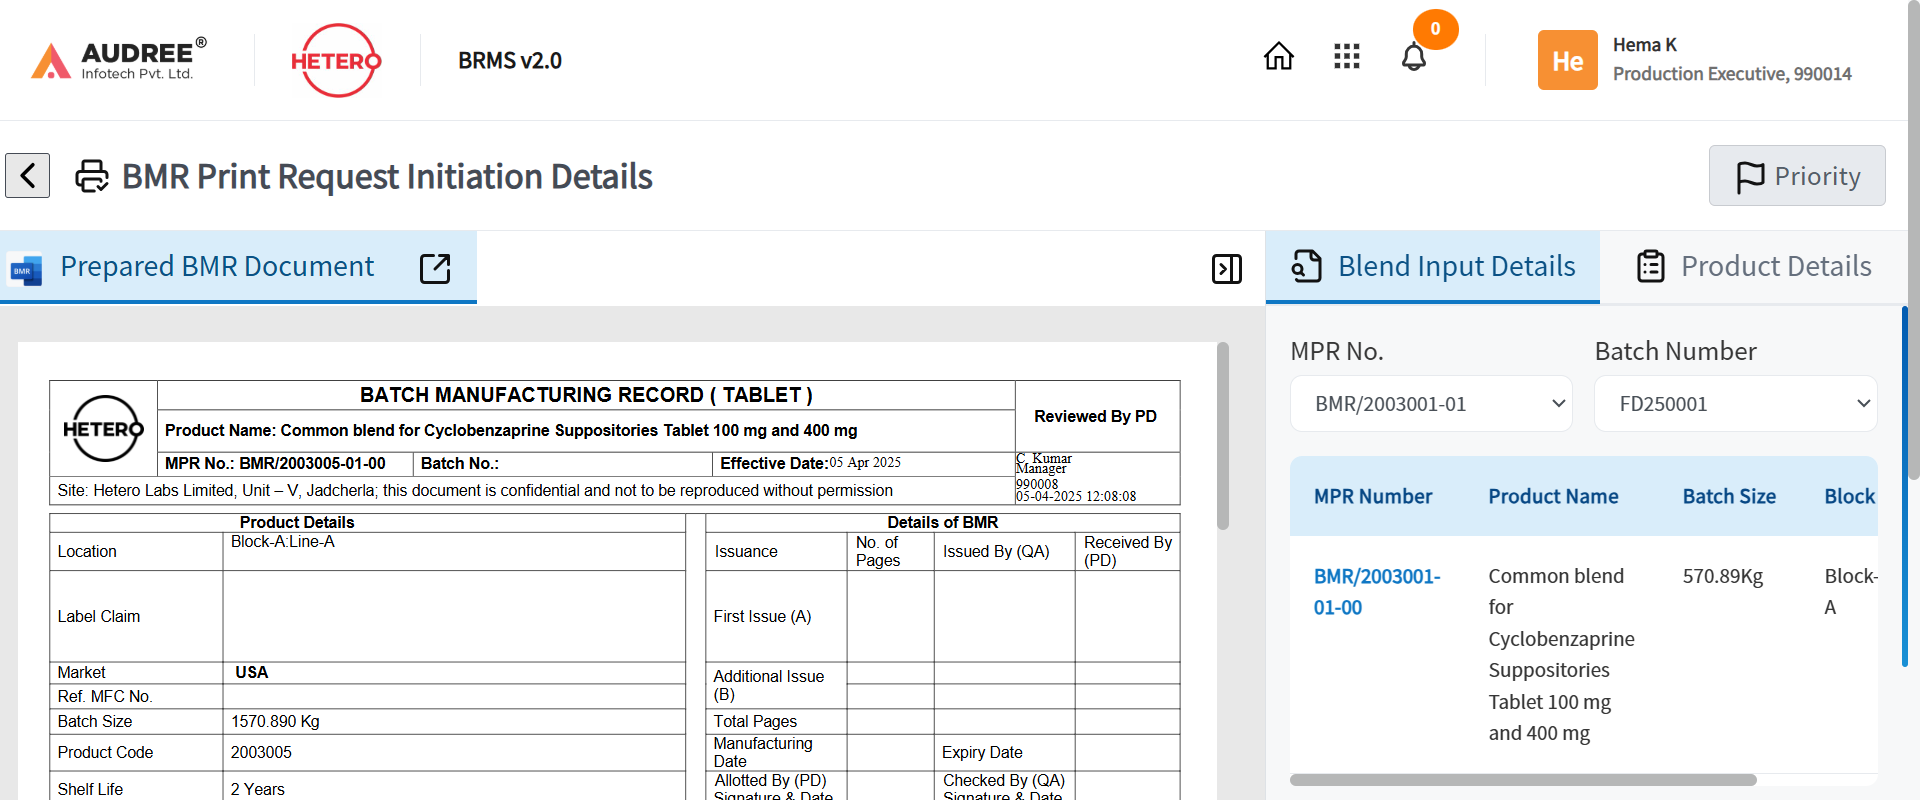 AUDREE®
Infotech Pvt. Ltd.
HETERO
BRMS v2.0
0
He
Hema K
Production Executive, 990014
BMR Print Request Initiation Details
Priority
BMR
Prepared BMR Document
Blend Input Details
Product Details
HETERO
BATCH MANUFACTURING RECORD ( TABLET )
Product Name: Common blend for Cyclobenzaprine Suppositories Tablet 100 mg and 400 mg
Reviewed By PD
MPR No.: BMR/2003005-01-00
Batch No.:
Effective Date:05 Apr 2025
C. Kumar
Manager
990008
05-04-2025 12:08:08
Site: Hetero Labs Limited, Unit – V, Jadcherla; this document is confidential and not to be reproduced without permission
Product Details
Location
Block-A:Line-A
Label Claim
Market
USA
Ref. MFC No.
Batch Size
1570.890 Kg
Product Code
2003005
Shelf Life
2 Years
Details of BMR
Issuance
No. of
Pages
Issued By (QA)
Received By
(PD)
First Issue (A)
Additional Issue
(B)
Total Pages
Manufacturing
Date
Expiry Date
Allotted By (PD)
Signature & Date
Checked By (QA)
Signature & Date
MPR No.
Batch Number
BMR/2003001-01
FD250001
MPR Number
Product Name
Batch Size
Block
BMR/2003001-
01-00
Common blend
for
Cyclobenzaprine
Suppositories
Tablet 100 mg
and 400 mg
570.89Kg
Block-
A